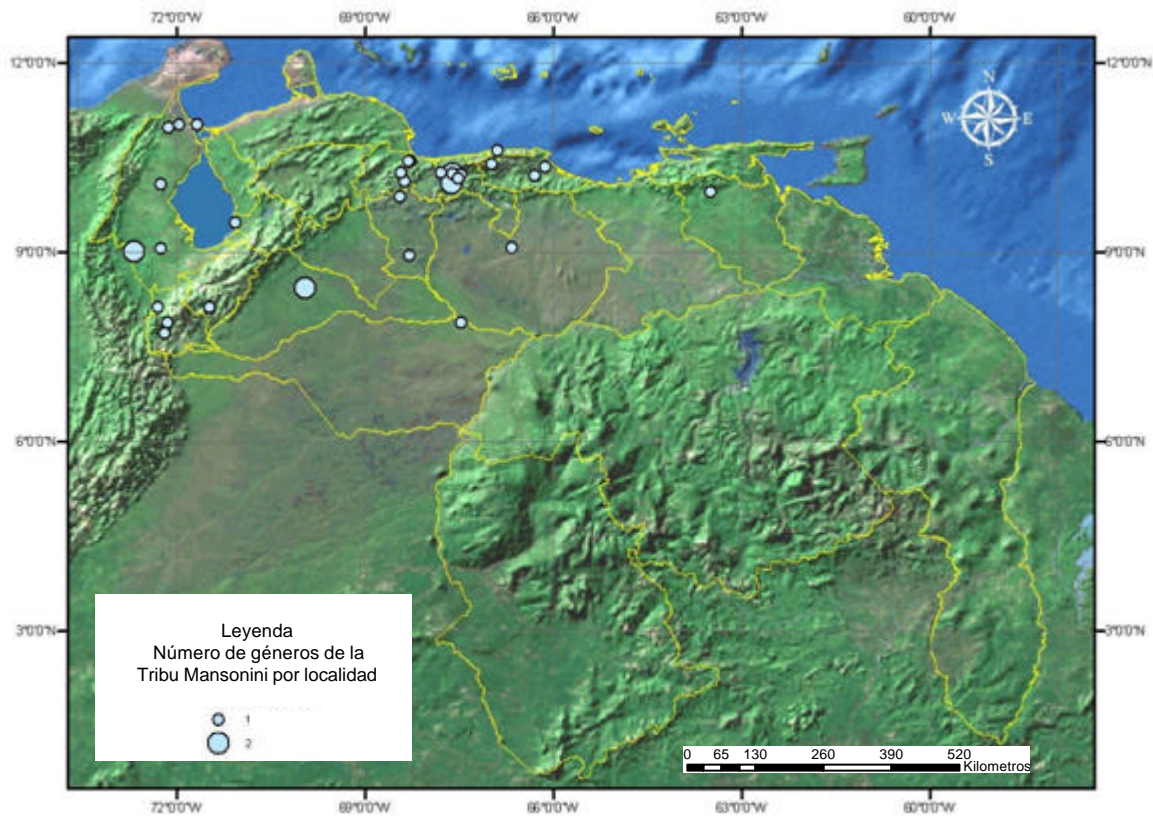 72°0'0"W 69°0'0"W 66°0'0"W 63°0'0"W 60°0'0"W
12°0'0"N 12°0'0"N
N
W E
S
9°0'0"N 9°0'0"N
6°0'0"N 6°0'0"N
3°0'0"N 3°0'0"N
Leyenda
Número de géneros de la
Tribu Mansonini por localidad
1
2
0 65 130 260 390 520
Kilometros
72°0'0"W 69°0'0"W 66°0'0"W 63°0'0"W 60°0'0"W